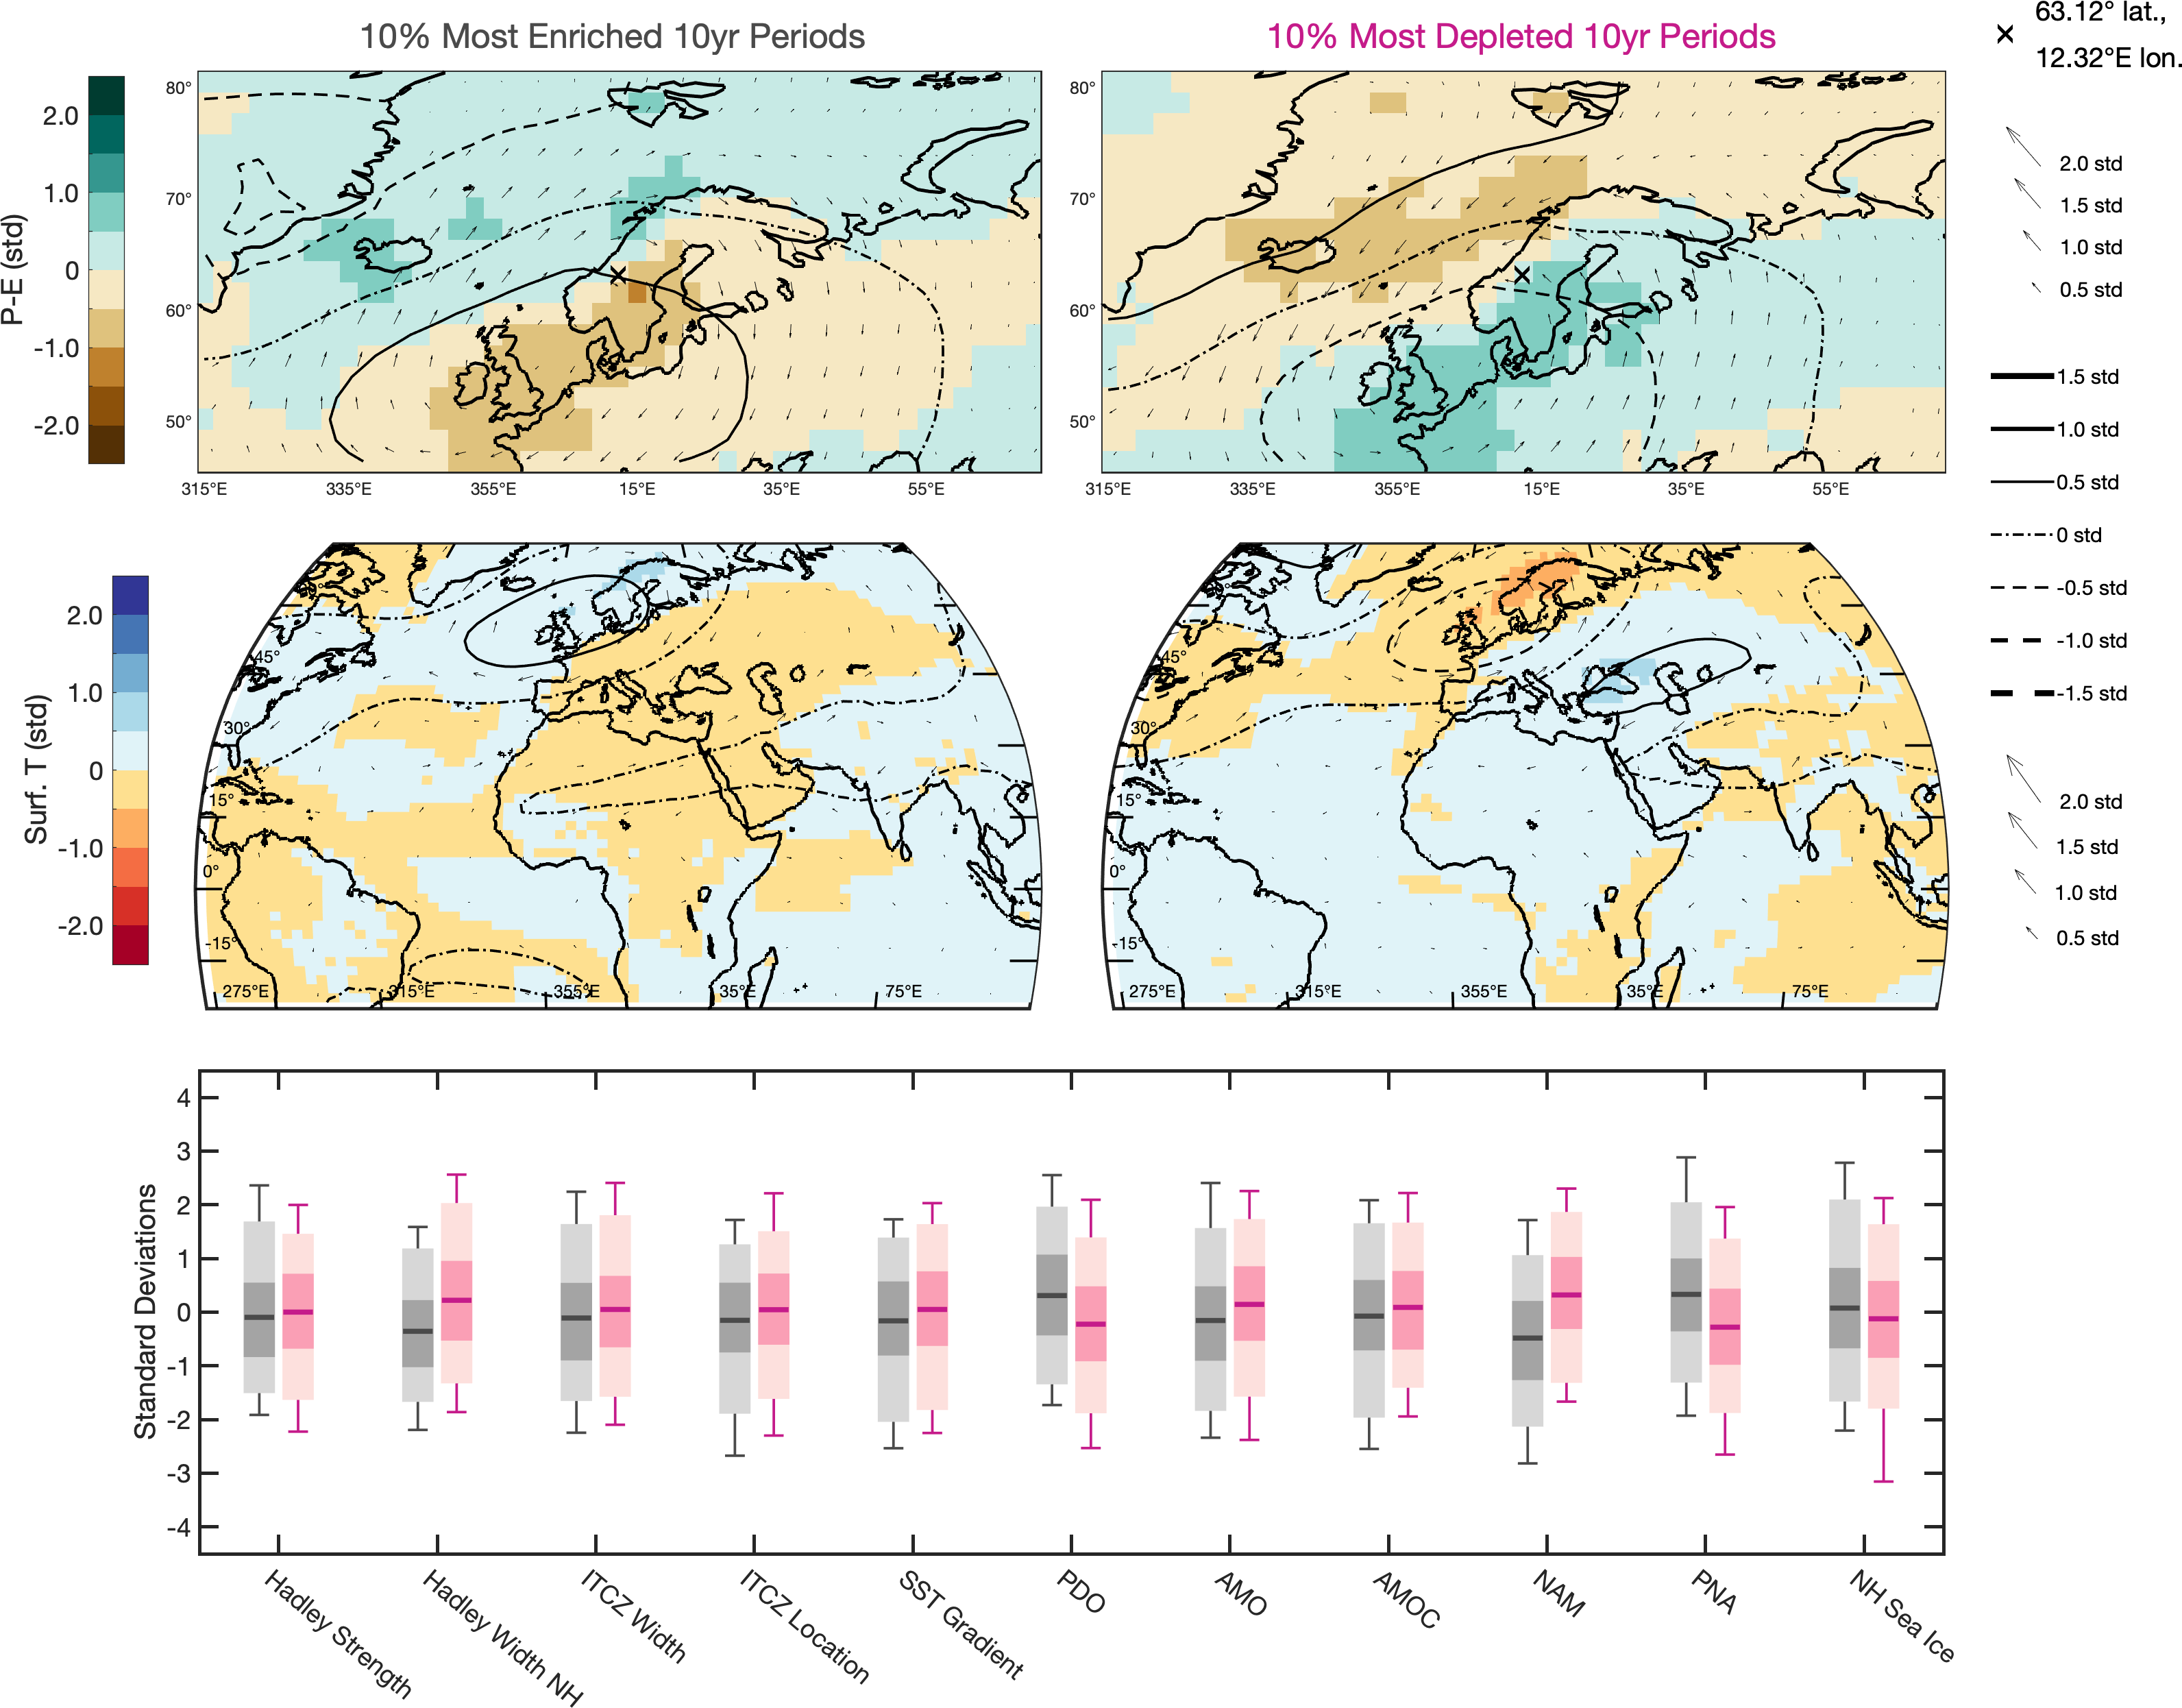 10% Most Enriched 10yr Periods
10% Most Depleted 10yr Periods
63.12° lat.,
12.32°E lon.
P-E (std)
2.0
1.0
0
-1.0
-2.0
80°
70°
60°
50°
315°E 335°E 355°E 15°E 35°E 55°E
80°
70°
60°
50°
315°E 335°E 355°E 15°E 35°E 55°E
2.0 std
1.5 std
1.0 std
0.5 std
1.5 std
1.0 std
0.5 std
0 std
-0.5 std
-1.0 std
-1.5 std
2.0 std
1.5 std
1.0 std
0.5 std
Surf. T (std)
2.0
1.0
0
-1.0
-2.0
45°
30°
15°
0°
-15°
275°E 315°E 355°E 35°E 75°E
45°
30°
15°
0°
-15°
275°E 315°E 355°E 35°E 75°E
Standard Deviations
4
3
2
1
0
-1
-2
-3
-4
Hadley Strength
Hadley Width NH
ITCZ Width
ITCZ Location
SST Gradient
PDO
AMO
AMOC
NAM
PNA
NH Sea Ice